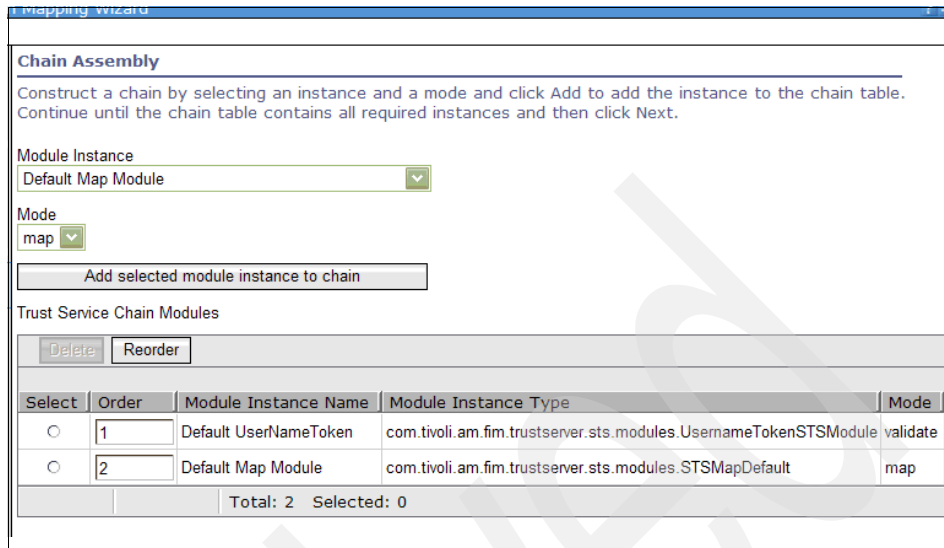 Mapping Wizard
Chain Assembly
Construct a chain by selecting an instance and a mode and click Add to add the instance to the chain table.
Continue until the chain table contains all required instances and then click Next.
Module Instance
Default Map Module
Mode
map
Add selected module instance to chain
Trust Service Chain Modules
Delete Reorder
Select Order Module Instance Name Module Instance Type Mode
1 Default UserNameToken com.tivoli.am.fim.trustserver.sts.modules.UsernameTokenSTSModule validate
2 Default Map Module com.tivoli.am.fim.trustserver.sts.modules.STSMapDefault map
Total: 2 Selected: 0